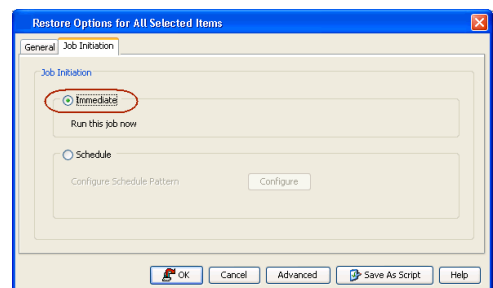 Restore Options for All Selected Items
General Job Initiation
Job Initiation
Immediate
Run this job now
Schedule
Configure Schedule Pattern Configure
OK Cancel Advanced Save As Script Help